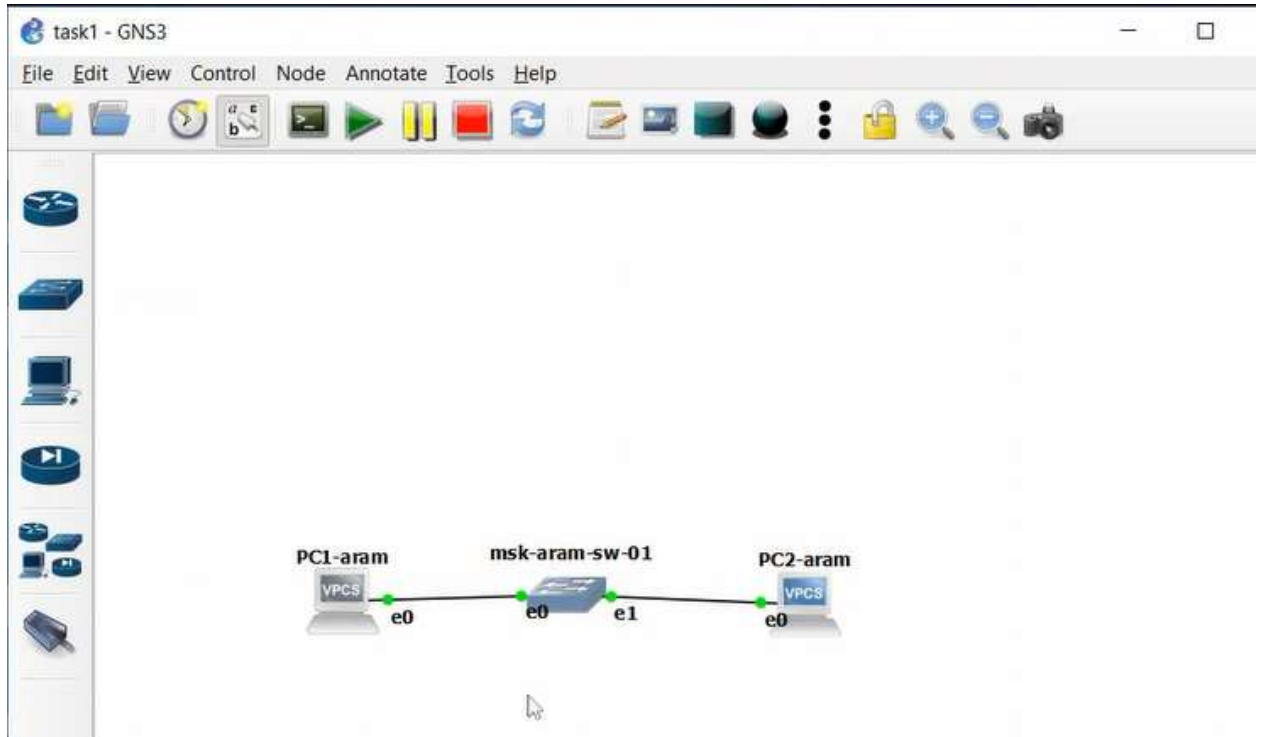 task1 - GNS3
File Edit View Control Node Annotate Tools Help
a c
b
>_
PC1-aram
msk-aram-sw-01
PC2-aram
VPCS
VPCS
e0
e0
e1
e0